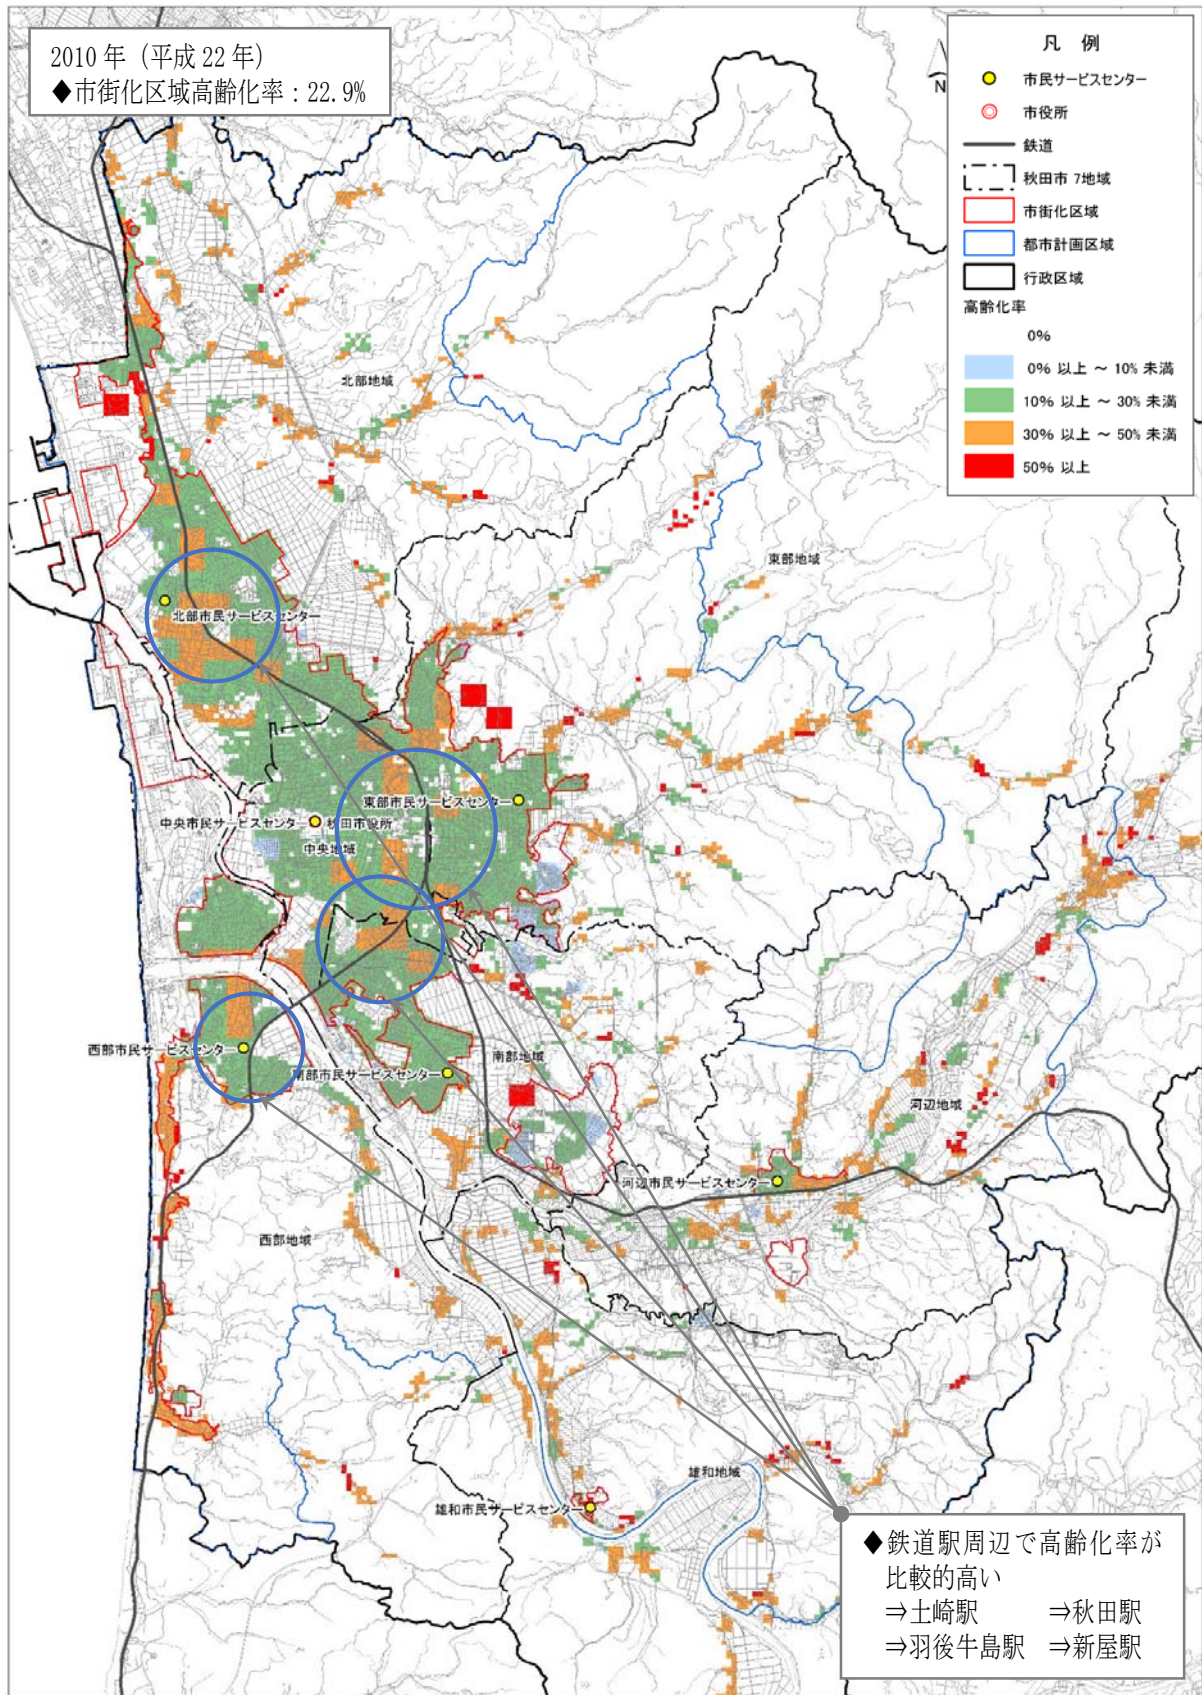 2010 年（平成 22 年）
◆市街化区域高齢化率：22.9%
凡 例
市民サービスセンター
市役所
鉄道
秋田市 7地域
市街化区域
都市計画区域
行政区域
高齢化率
0%
0% 以上 ～ 10% 未満
10% 以上 ～ 30% 未満
30% 以上 ～ 50% 未満
50% 以上
N
北部地域
東部地域
北部市民サービスセンター
東部市民サービスセンター
中央市民サービスセンター
秋田市役所
中央地域
西部市民サービスセンター
南部市民サービスセンター
南部地域
河辺地域
河辺市民サービスセンター
西部地域
雄和地域
雄和市民サービスセンター
◆鉄道駅周辺で高齢化率が
比較的高い
⇒土崎駅 ⇒秋田駅
⇒羽後牛島駅 ⇒新屋駅